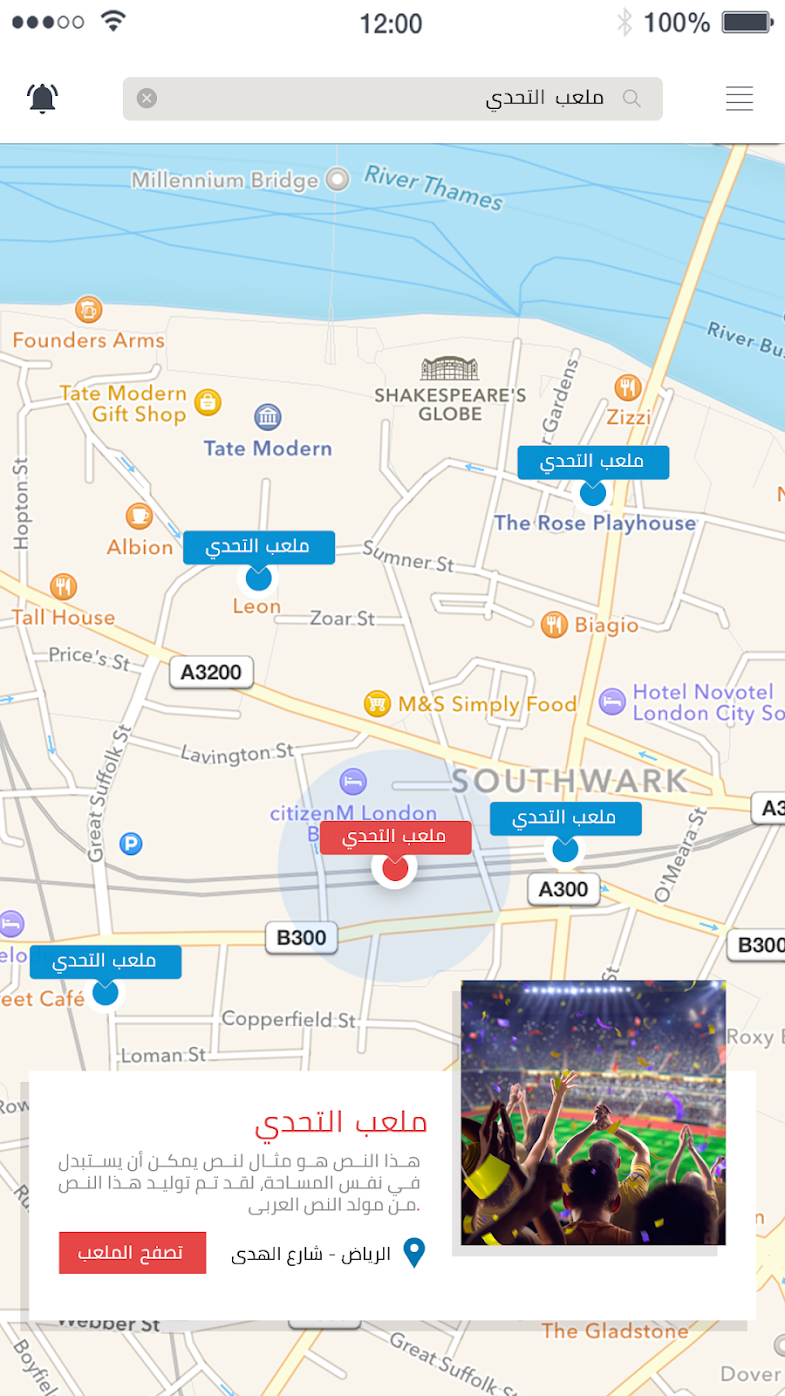 12:00
100%
ملعب التحدي
Millennium Bridge
River Thames
River Bu
Founders Arms
Tate Modern
Gift Shop
SHAKESPEARE'S
GLOBE
r Gardens
Zizzi
Tate Modern
ملعب التحدي
Hopton St
The Rose Playhouse
Albion
ملعب التحدي
Sumner St
Leon
Tall House
Zoar St
Biagio
Price's St
A3200
M&S Simply Food
Hotel Novotel
London City So
Great Suffolk St
Lavington St
SOUTHWARK
citizenM London
B
ملعب التحدي
ملعب التحدي
A3
P
O'Meara St
A300
B300
B300
elo
ملعب التحدي
eet Café
St
Copperfield St
Roxy B
Loman St
Row
ملعب التحدي
هذا النص هو مثال لنص يمكن أن يستبدل
في نفس المساحة، لقد تم توليد هذا النص
من مولد النص العربى.
الرياض - شارع الهدى
تصفح الملعب
Webber St
The Gladstone
Great Suffolk St
Boyfiel
Dover